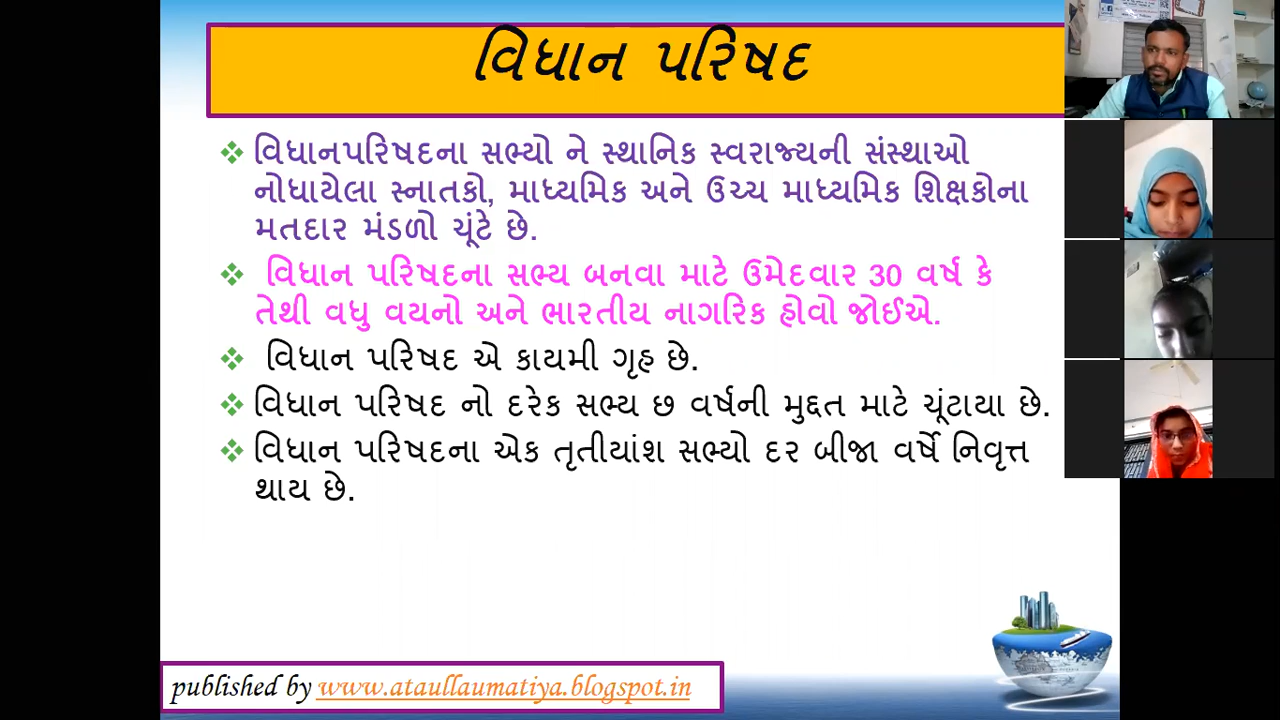 વિધાન પરિષદ
વિધાનપરિષદના સભ્યો ને સ્થાનિક સ્વરાજ્યની સંસ્થાઓ
નોધાયેલા સ્નાતકો, માધ્યમિક અને ઉચ્ચ માધ્યમિક શિક્ષકોના
મતદાર મંડળો ચૂંટે છે.
વિધાન પરિષદના સભ્ય બનવા માટે ઉમેદવાર 30 વર્ષ કે
તેથી વધુ વયનો અને ભારતીય નાગરિક હોવો જોઈએ.
વિધાન પરિષદ એ કાયમી ગૃહ છે.
વિધાન પરિષદ નો દરેક સભ્ય છ વર્ષની મુદ્દત માટે ચૂંટાયા છે.
વિધાન પરિષદના એક તૃતીયાંશ સભ્યો દર બીજા વર્ષે નિવૃત્ત
થાય છે.
published by www.ataullaumatiya.blogspot.in